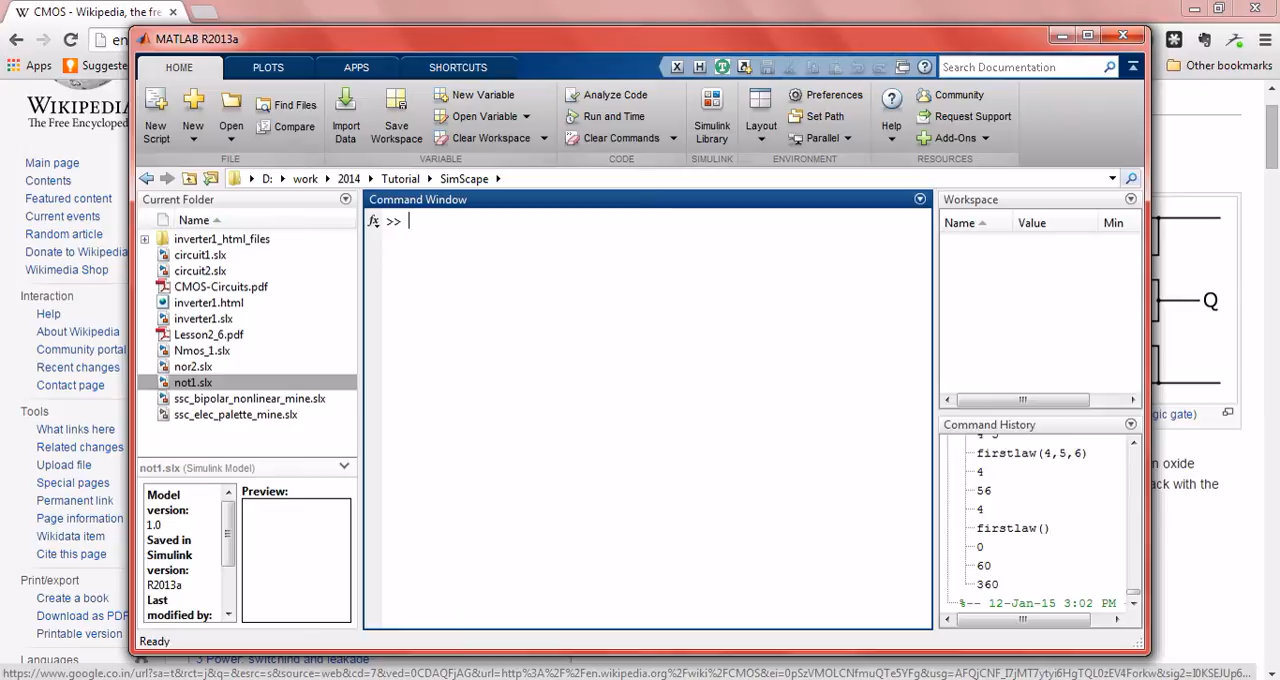 CMOS - Wikipedia, the fre
en
Apps
Suggeste
Other bookmarks
WIKIPEDIA
The Free Encycloped
Main page
Contents
Featured content
Current events
Random article
Donate to Wikipedia
Wikimedia Shop
Interaction
Help
About Wikipedia
Community portal
Recent changes
Contact page
Tools
What links here
Related changes
Upload file
Special pages
Permanent link
Page information
Wikidata item
Cite this page
Print/export
Create a book
Download as PDF
Printable version
Languages
MATLAB R2013a
HOME
PLOTS
APPS
SHORTCUTS
Search Documentation
New Script
New
Open
Find Files
Compare
FILE
Import Data
Save Workspace
New Variable
Open Variable
Clear Workspace
VARIABLE
Analyze Code
Run and Time
Clear Commands
CODE
Simulink Library
SIMULINK
Layout
Preferences
Set Path
Parallel
ENVIRONMENT
Help
Community
Request Support
Add-Ons
RESOURCES
D: work 2014 Tutorial SimScape
Current Folder
Name
inverter1_html_files
circuit1.slx
circuit2.slx
CMOS-Circuits.pdf
inverter1.html
inverter1.slx
Lesson2_6.pdf
Nmos_1.slx
nor2.slx
not1.slx
ssc_bipolar_nonlinear_mine.slx
ssc_elec_palette_mine.slx
not1.slx (Simulink Model)
Model
version:
1.0
Saved in
Simulink
version:
R2013a
Last
modified by:
Preview:
Ready
Command Window
fx >>
Workspace
Name Value Min
Command History
firstlaw(4,5,6)
4
56
4
firstlaw()
0
60
360
%-- 12-Jan-15 3:02 PM
Q
gic gate)
n oxide
ack with the
3 Power: switching and leakage